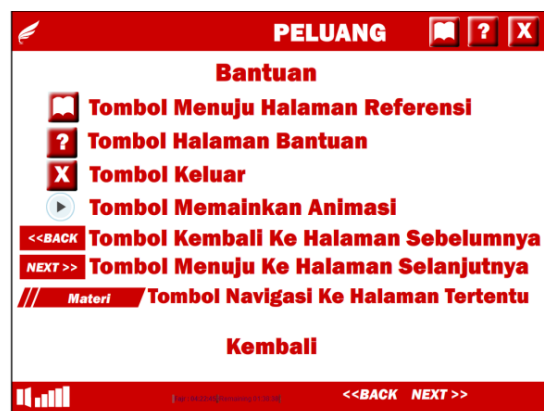 PELUANG ? X
Bantuan
Tombol Menuju Halaman Referensi
? Tombol Halaman Bantuan
X Tombol Keluar
Tombol Memainkan Animasi
<<BACK Tombol Kembali Ke Halaman Sebelumnya
NEXT >> Tombol Menuju Ke Halaman Selanjutnya
Materi Tombol Navigasi Ke Halaman Tertentu
Kembali
<<BACK NEXT >>